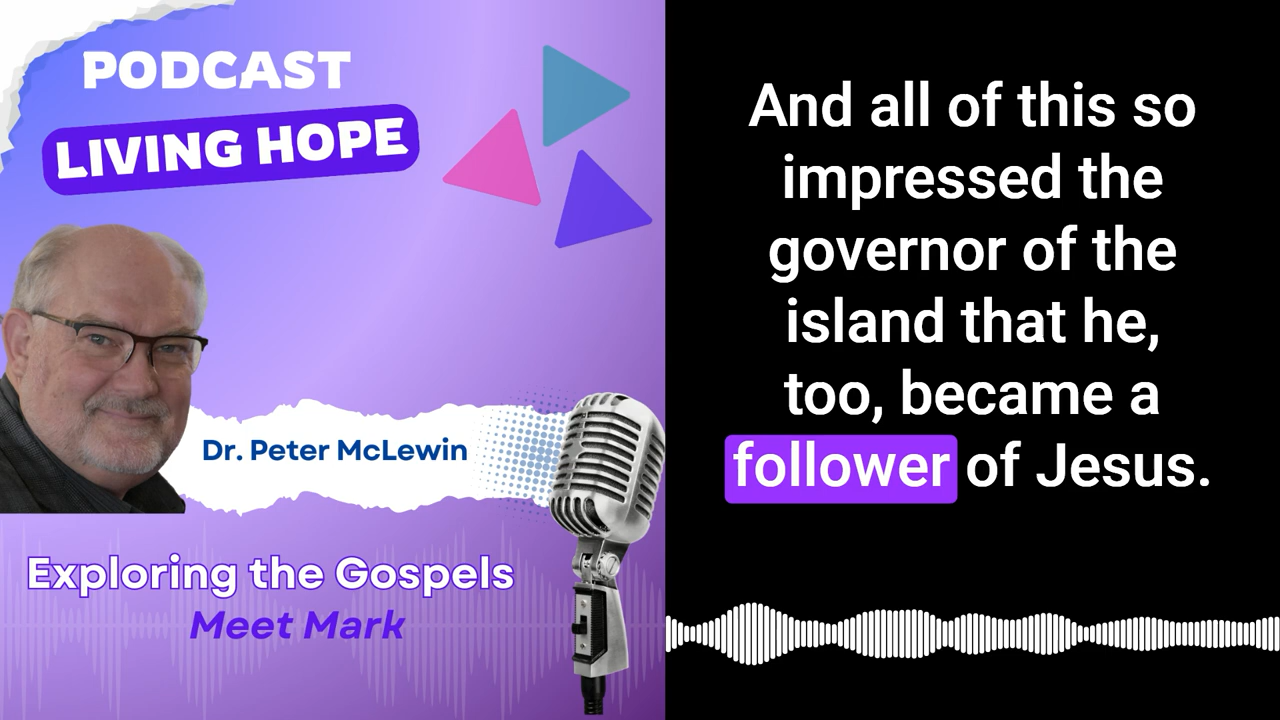 PODCAST
LIVING HOPE
Dr. Peter McLewin
Exploring the Gospels
Meet Mark
And all of this so
impressed the
governor of the
island that he,
too, became a
follower of Jesus.